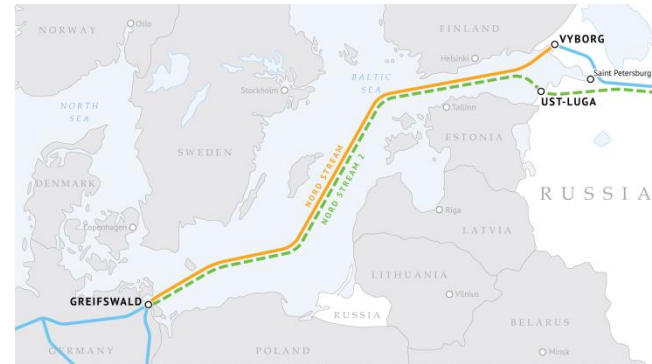 NORWAY
Oslo
FINLAND
VYBORG
Helsinki
Saint Petersburg
BALTIC
SEA
Stockholm
UST-LUGA
NORTH
SEA
Tallinn
ESTONIA
SWEDEN
NORD STREAM
NORD STREAM 2
DENMARK
RUSSIA
Riga
Copenhagen
LATVIA
LITHUANIA
GREIFSWALD
Vilnius
RUSSIA
BELARUS
GERMANY
POLAND
Minsk